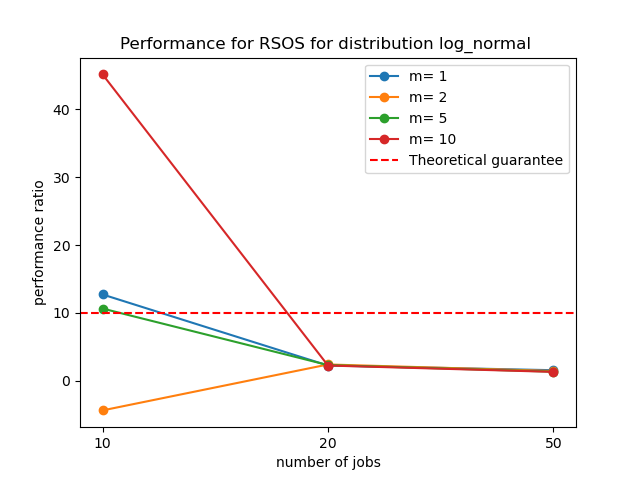 Performance for RSOS for distribution log_normal
m= 1
m= 2
m= 5
m= 10
Theoretical guarantee
performance ratio
40
30
20
10
0
10 20 50
number of jobs